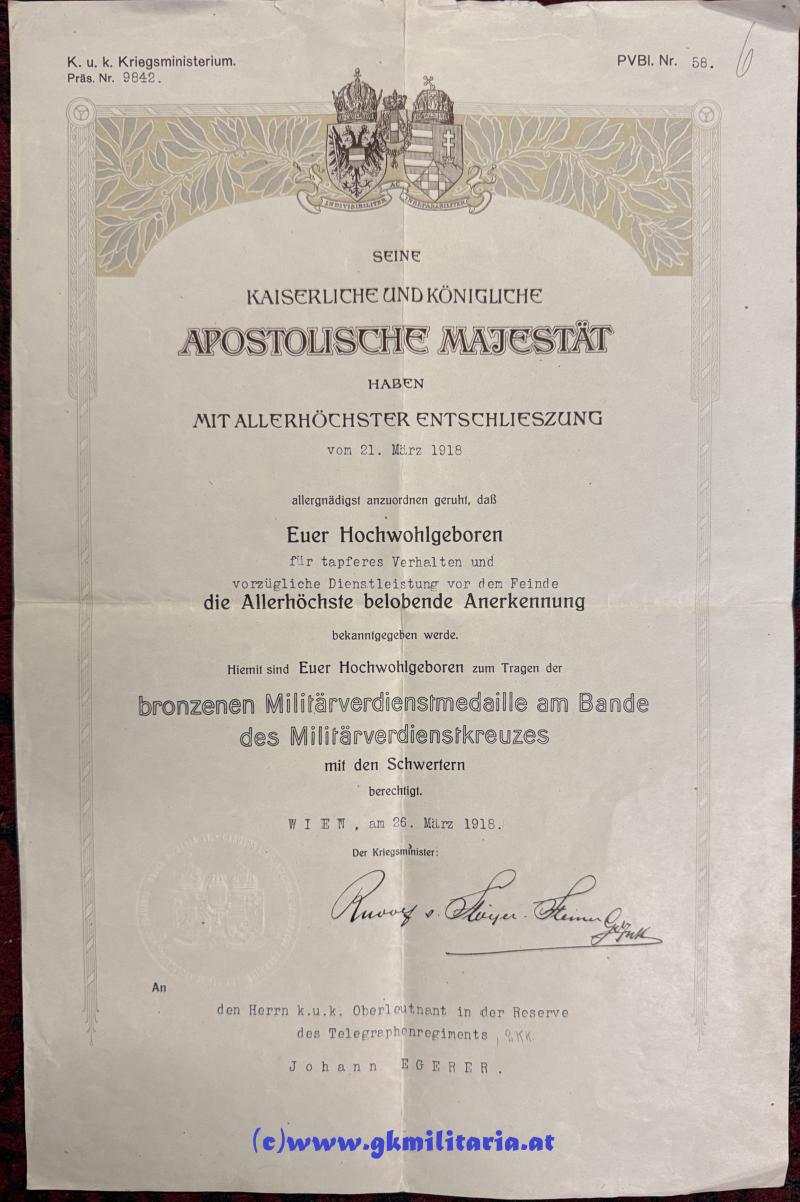 K. u. k. Kriegsministerium.
Präs. Nr. 9842.
PVBl. Nr. 58.
6
INDIVISIBILITER AC INSEPARABILITER
SEINE
KAISERLICHE UND KÖNIGLICHE
APOSTOLISCHE MAJESTÄT
HABEN
MIT ALLERHÖCHSTER ENTSCHLIESZUNG
vom 21. März 1918
allergnädigst anzuordnen geruht, daß
Euer Hochwohlgeboren
für tapferes Verhalten und
vorzügliche Dienstleistung vor dem Feinde
die Allerhöchste belobende Anerkennung
bekanntgegeben werde.
Hiemit sind Euer Hochwohlgeboren zum Tragen der
bronzenen Militärverdienstmedaille am Bande
des Militärverdienstkreuzes
mit den Schwertern
berechtigt.
WIEN, am 26. März 1918.
Der Kriegsminister:
Rudolf v. Stöger-Steiner
An
den Herrn k.u.k. Oberleutnant in der Reserve
des Telegraphenregiments,
Johann EGERER.
(c)www.gkmilitaria.at